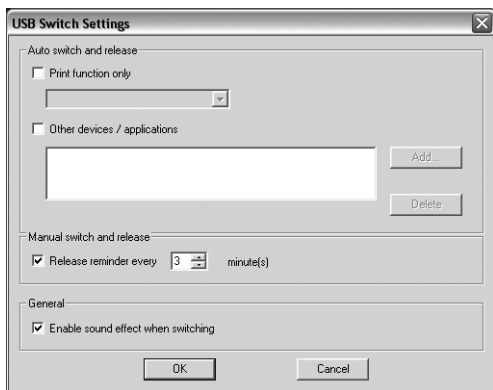 USB Switch Settings
Auto switch and release
Print function only
Other devices / applications
Add...
Delete
Manual switch and release
Release reminder every 3 minute(s)
General
Enable sound effect when switching
OK Cancel